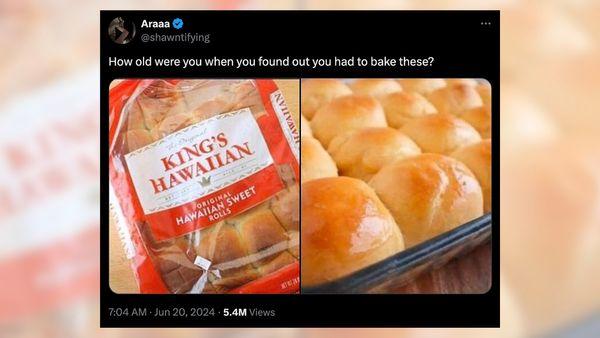 Araaa
@shawntifying
How old were you when you found out you had to bake these?
The Original
KING'S
HAWAIIAN
ORIGINAL
HAWAIIAN SWEET
ROLLS
HAWAIIAN
7:04 AM · Jun 20, 2024 · 5.4M Views